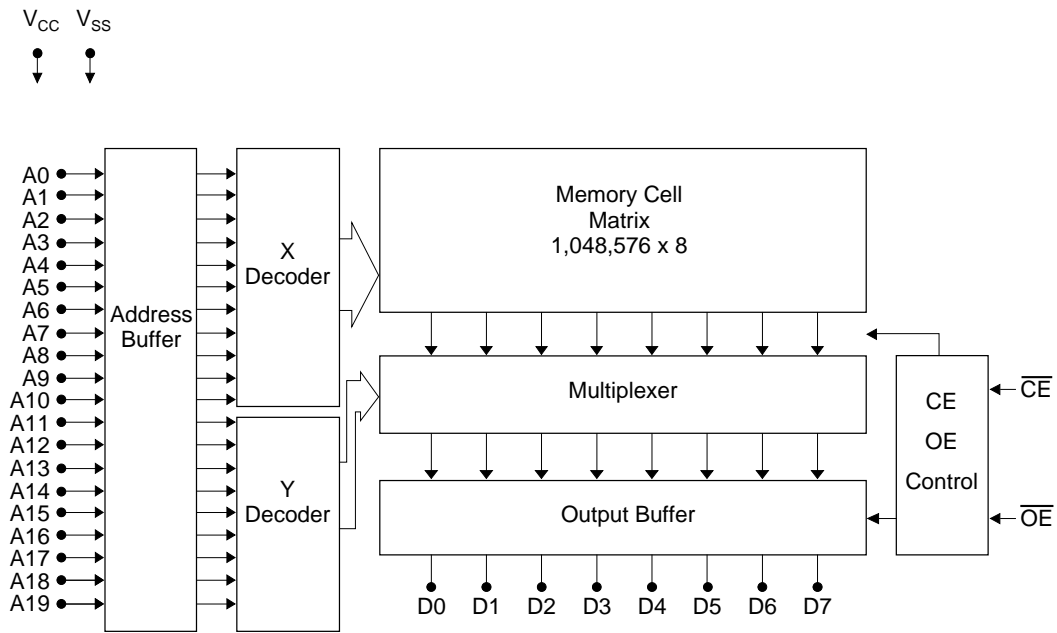 VCC VSS
A0
A1
A2
A3
A4
A5
A6
A7
A8
A9
A10
A11
A12
A13
A14
A15
A16
A17
A18
A19
Address
Buffer
X
Decoder
Y
Decoder
Memory Cell
Matrix
1,048,576 x 8
Multiplexer
Output Buffer
D0 D1 D2 D3 D4 D5 D6 D7
CE
OE
Control
C̅E̅
O̅E̅